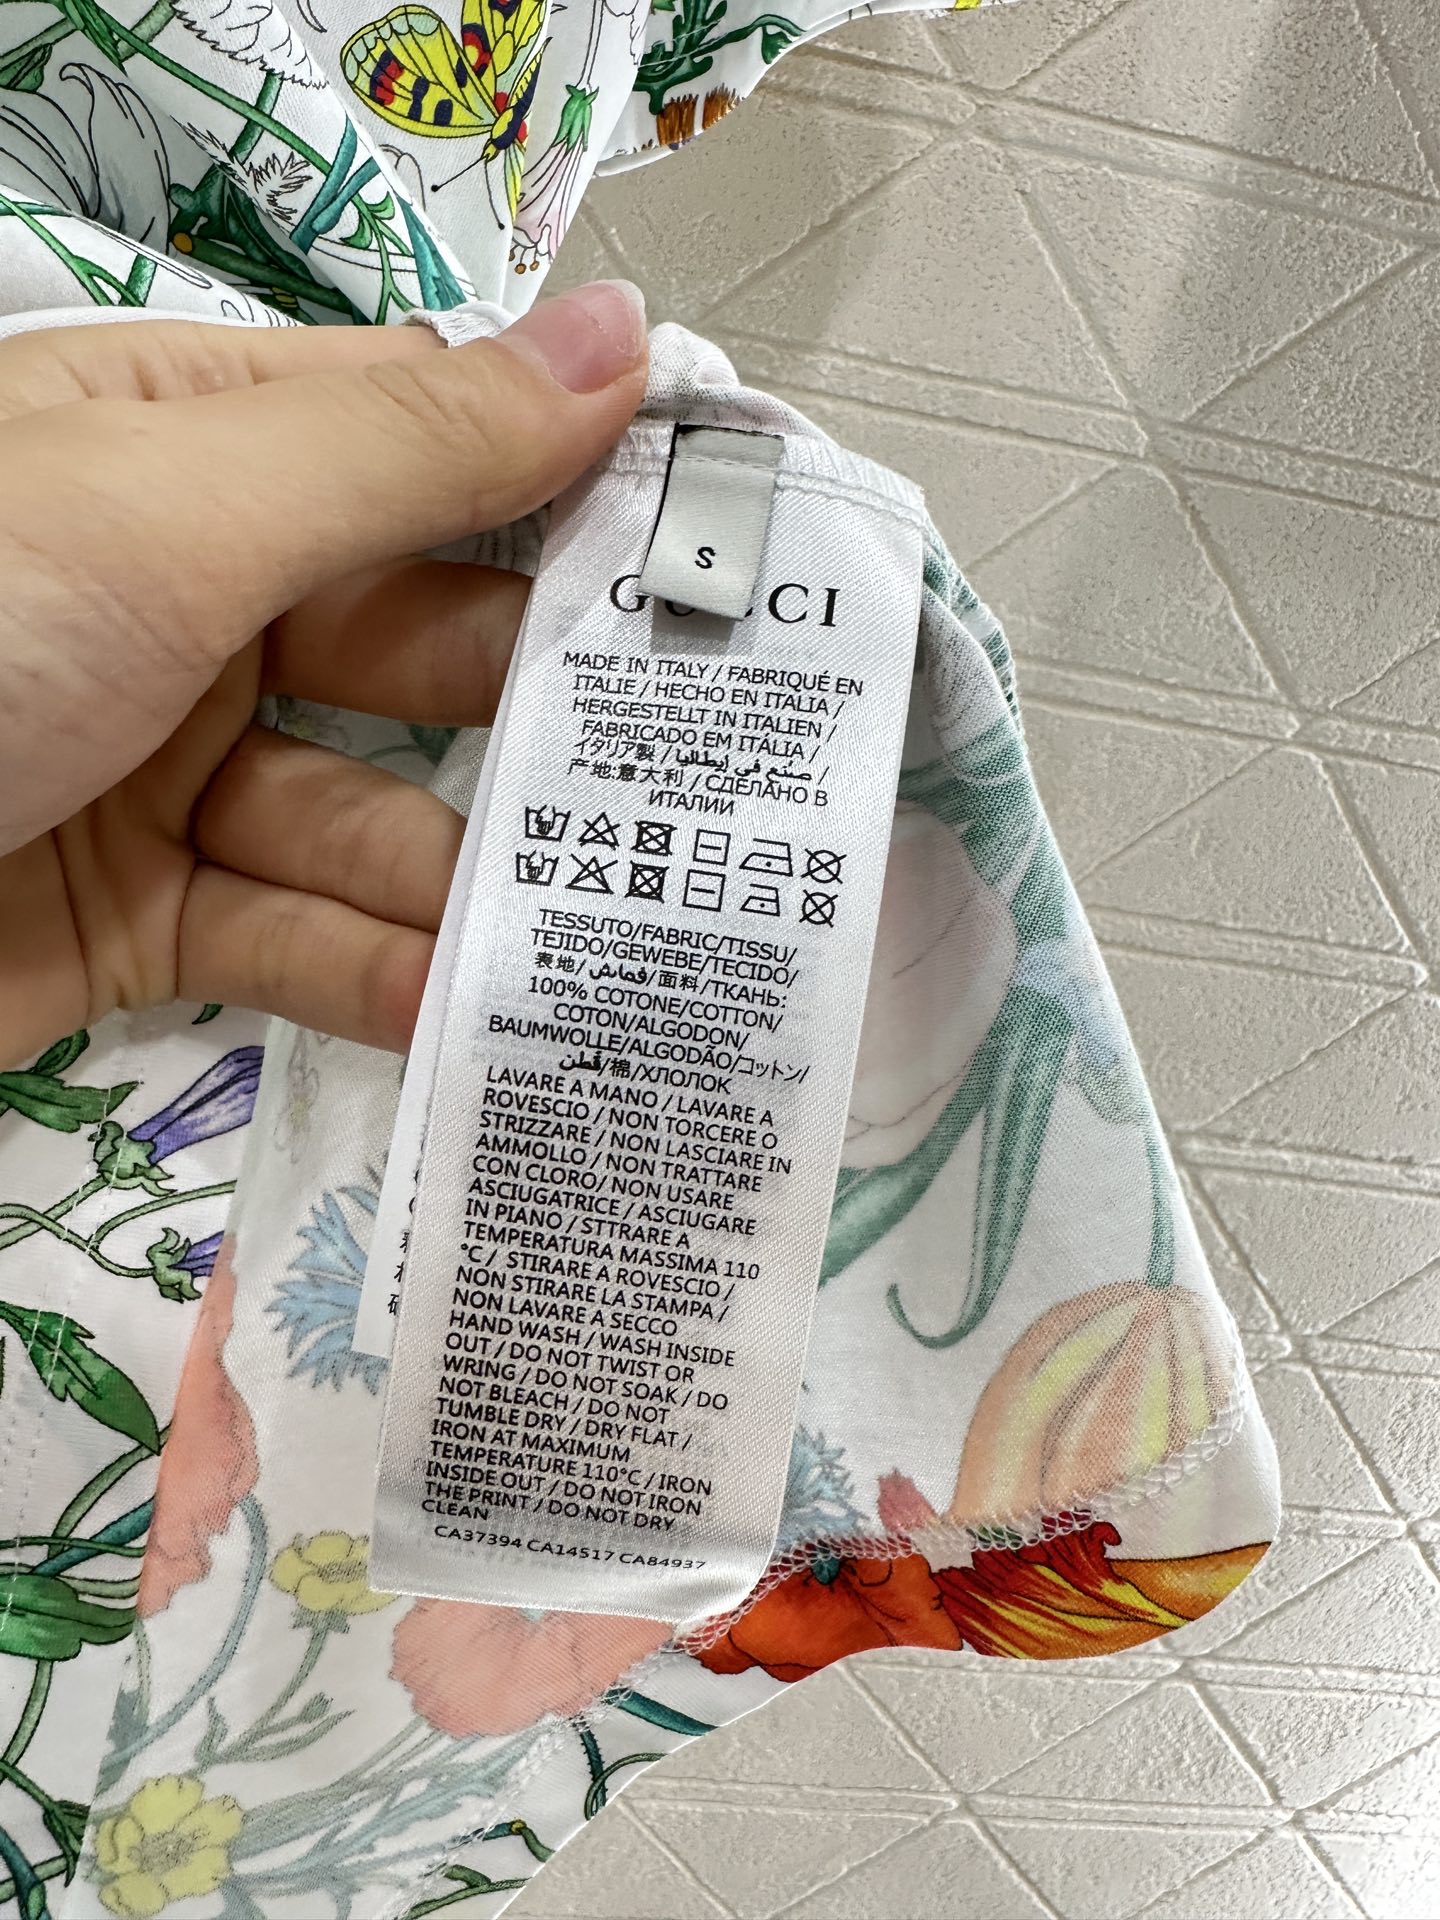 S
GUCCI
MADE IN ITALY / FABRIQUÉ EN
ITALIE / HECHO EN ITALIA /
HERGESTELLT IN ITALIEN /
FABRICADO EM ITÁLIA /
イタリア製 / صنع في إيطاليا /
产地:意大利 / СДЕЛАНО В
ИТАЛИИ
TESSUTO/FABRIC/TISSU/
TEJIDO/GEWEBE/TECIDO/
表地/قماش/面料/ТКАНЬ:
100% COTONE/COTTON/
COTON/ALGODON/
BAUMWOLLE/ALGODÃO/コットン/
قطن/棉/ХЛОПОК
LAVARE A MANO / LAVARE A
ROVESCIO / NON TORCERE O
STRIZZARE / NON LASCIARE IN
AMMOLLO / NON TRATTARE
CON CLORO/ NON USARE
ASCIUGATRICE / ASCIUGARE
IN PIANO / STTRARE A
TEMPERATURA MASSIMA 110
°C / STIRARE A ROVESCIO /
NON STIRARE LA STAMPA /
NON LAVARE A SECCO
HAND WASH / WASH INSIDE
OUT / DO NOT TWIST OR
WRING / DO NOT SOAK / DO
NOT BLEACH / DO NOT
TUMBLE DRY / DRY FLAT /
IRON AT MAXIMUM
TEMPERATURE 110°C / IRON
INSIDE OUT / DO NOT IRON
THE PRINT / DO NOT DRY
CLEAN
CA37394 CA14517 CA84937